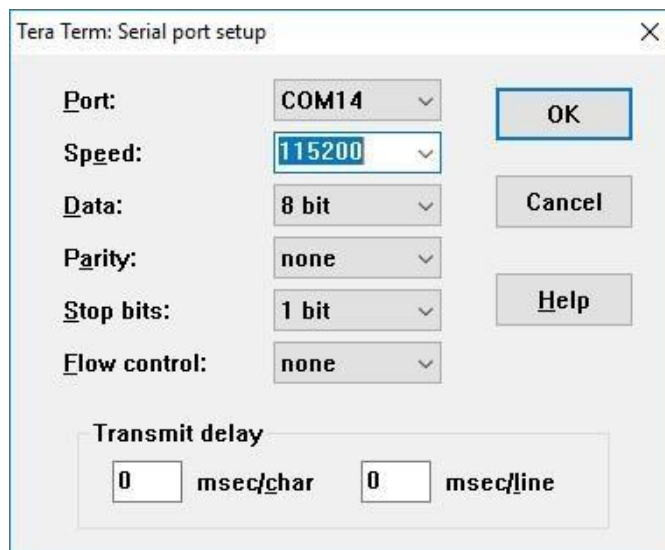 Tera Term: Serial port setup
Port: COM14
OK
Speed: 115200
Data: 8 bit
Cancel
Parity: none
Stop bits: 1 bit
Help
Flow control: none
Transmit delay
0 msec/char 0 msec/line